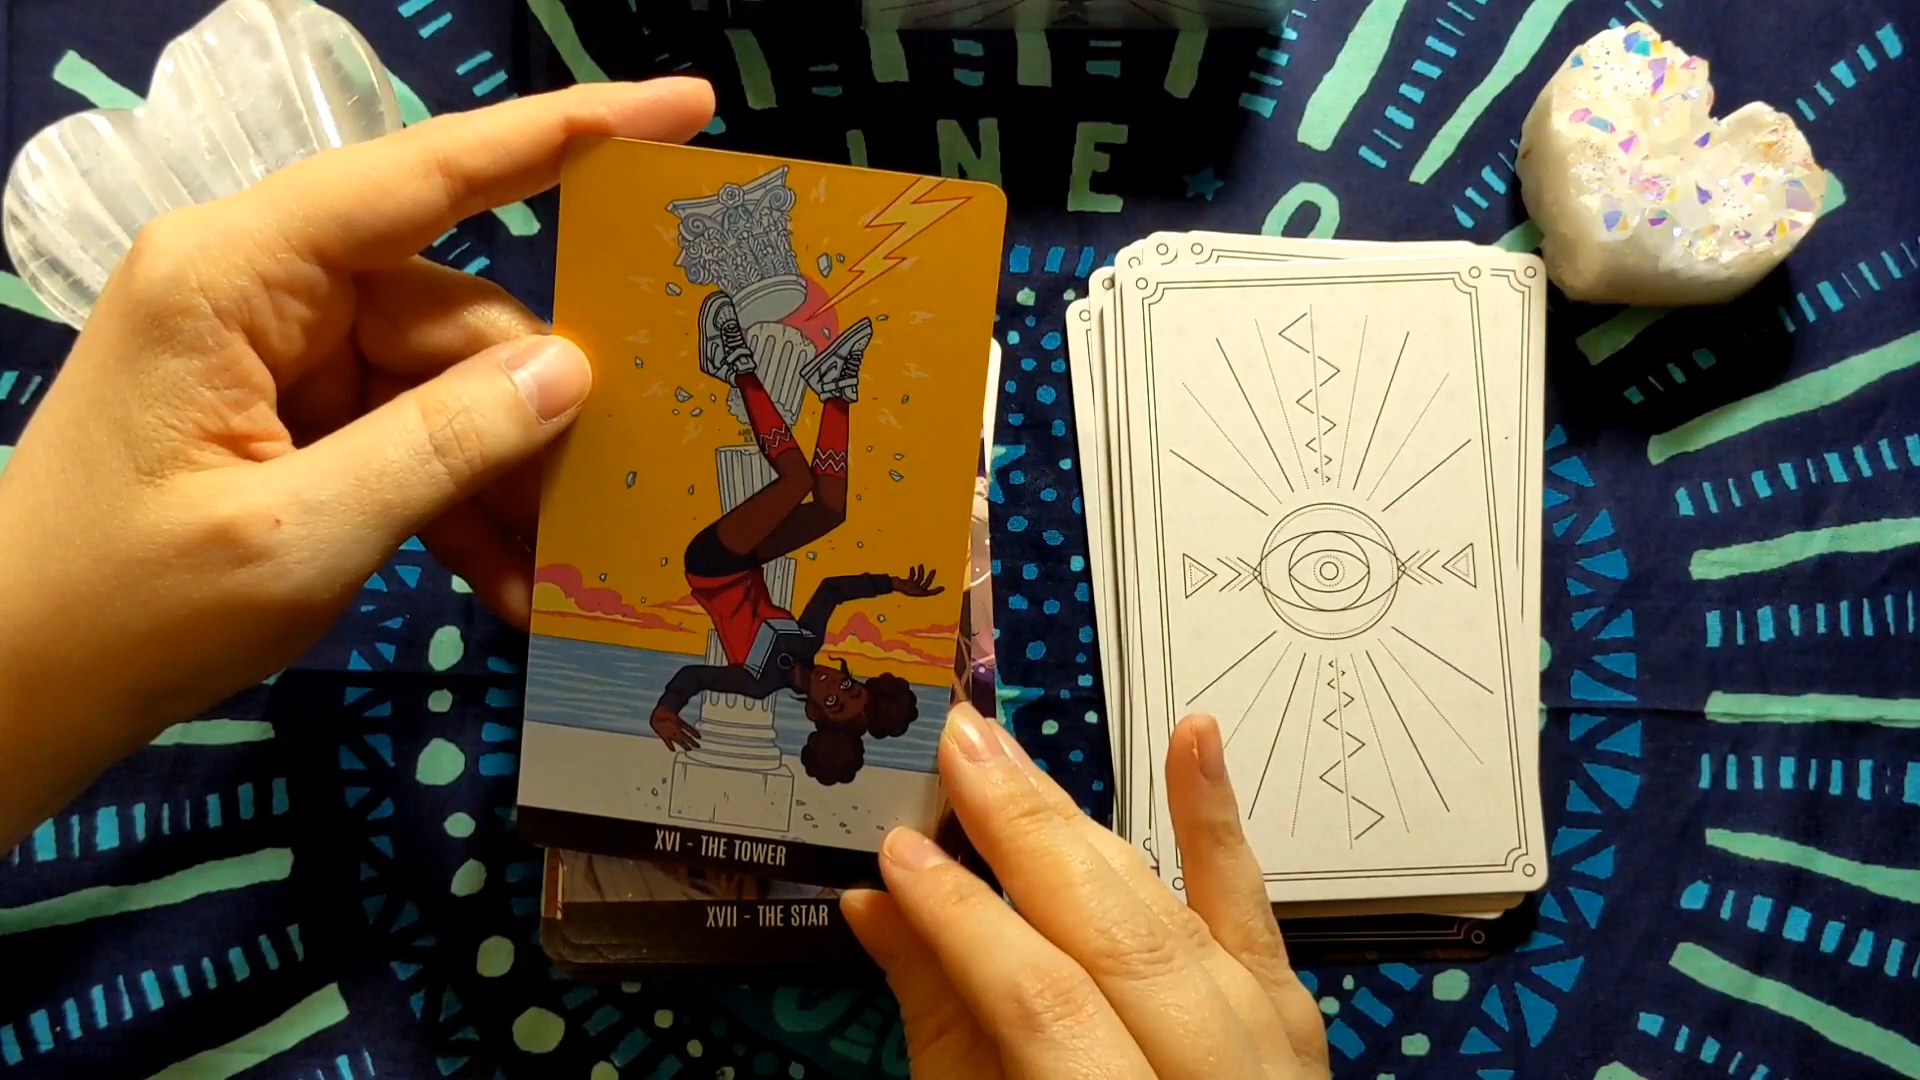 INE
XVI - THE TOWER
XVII - THE STAR